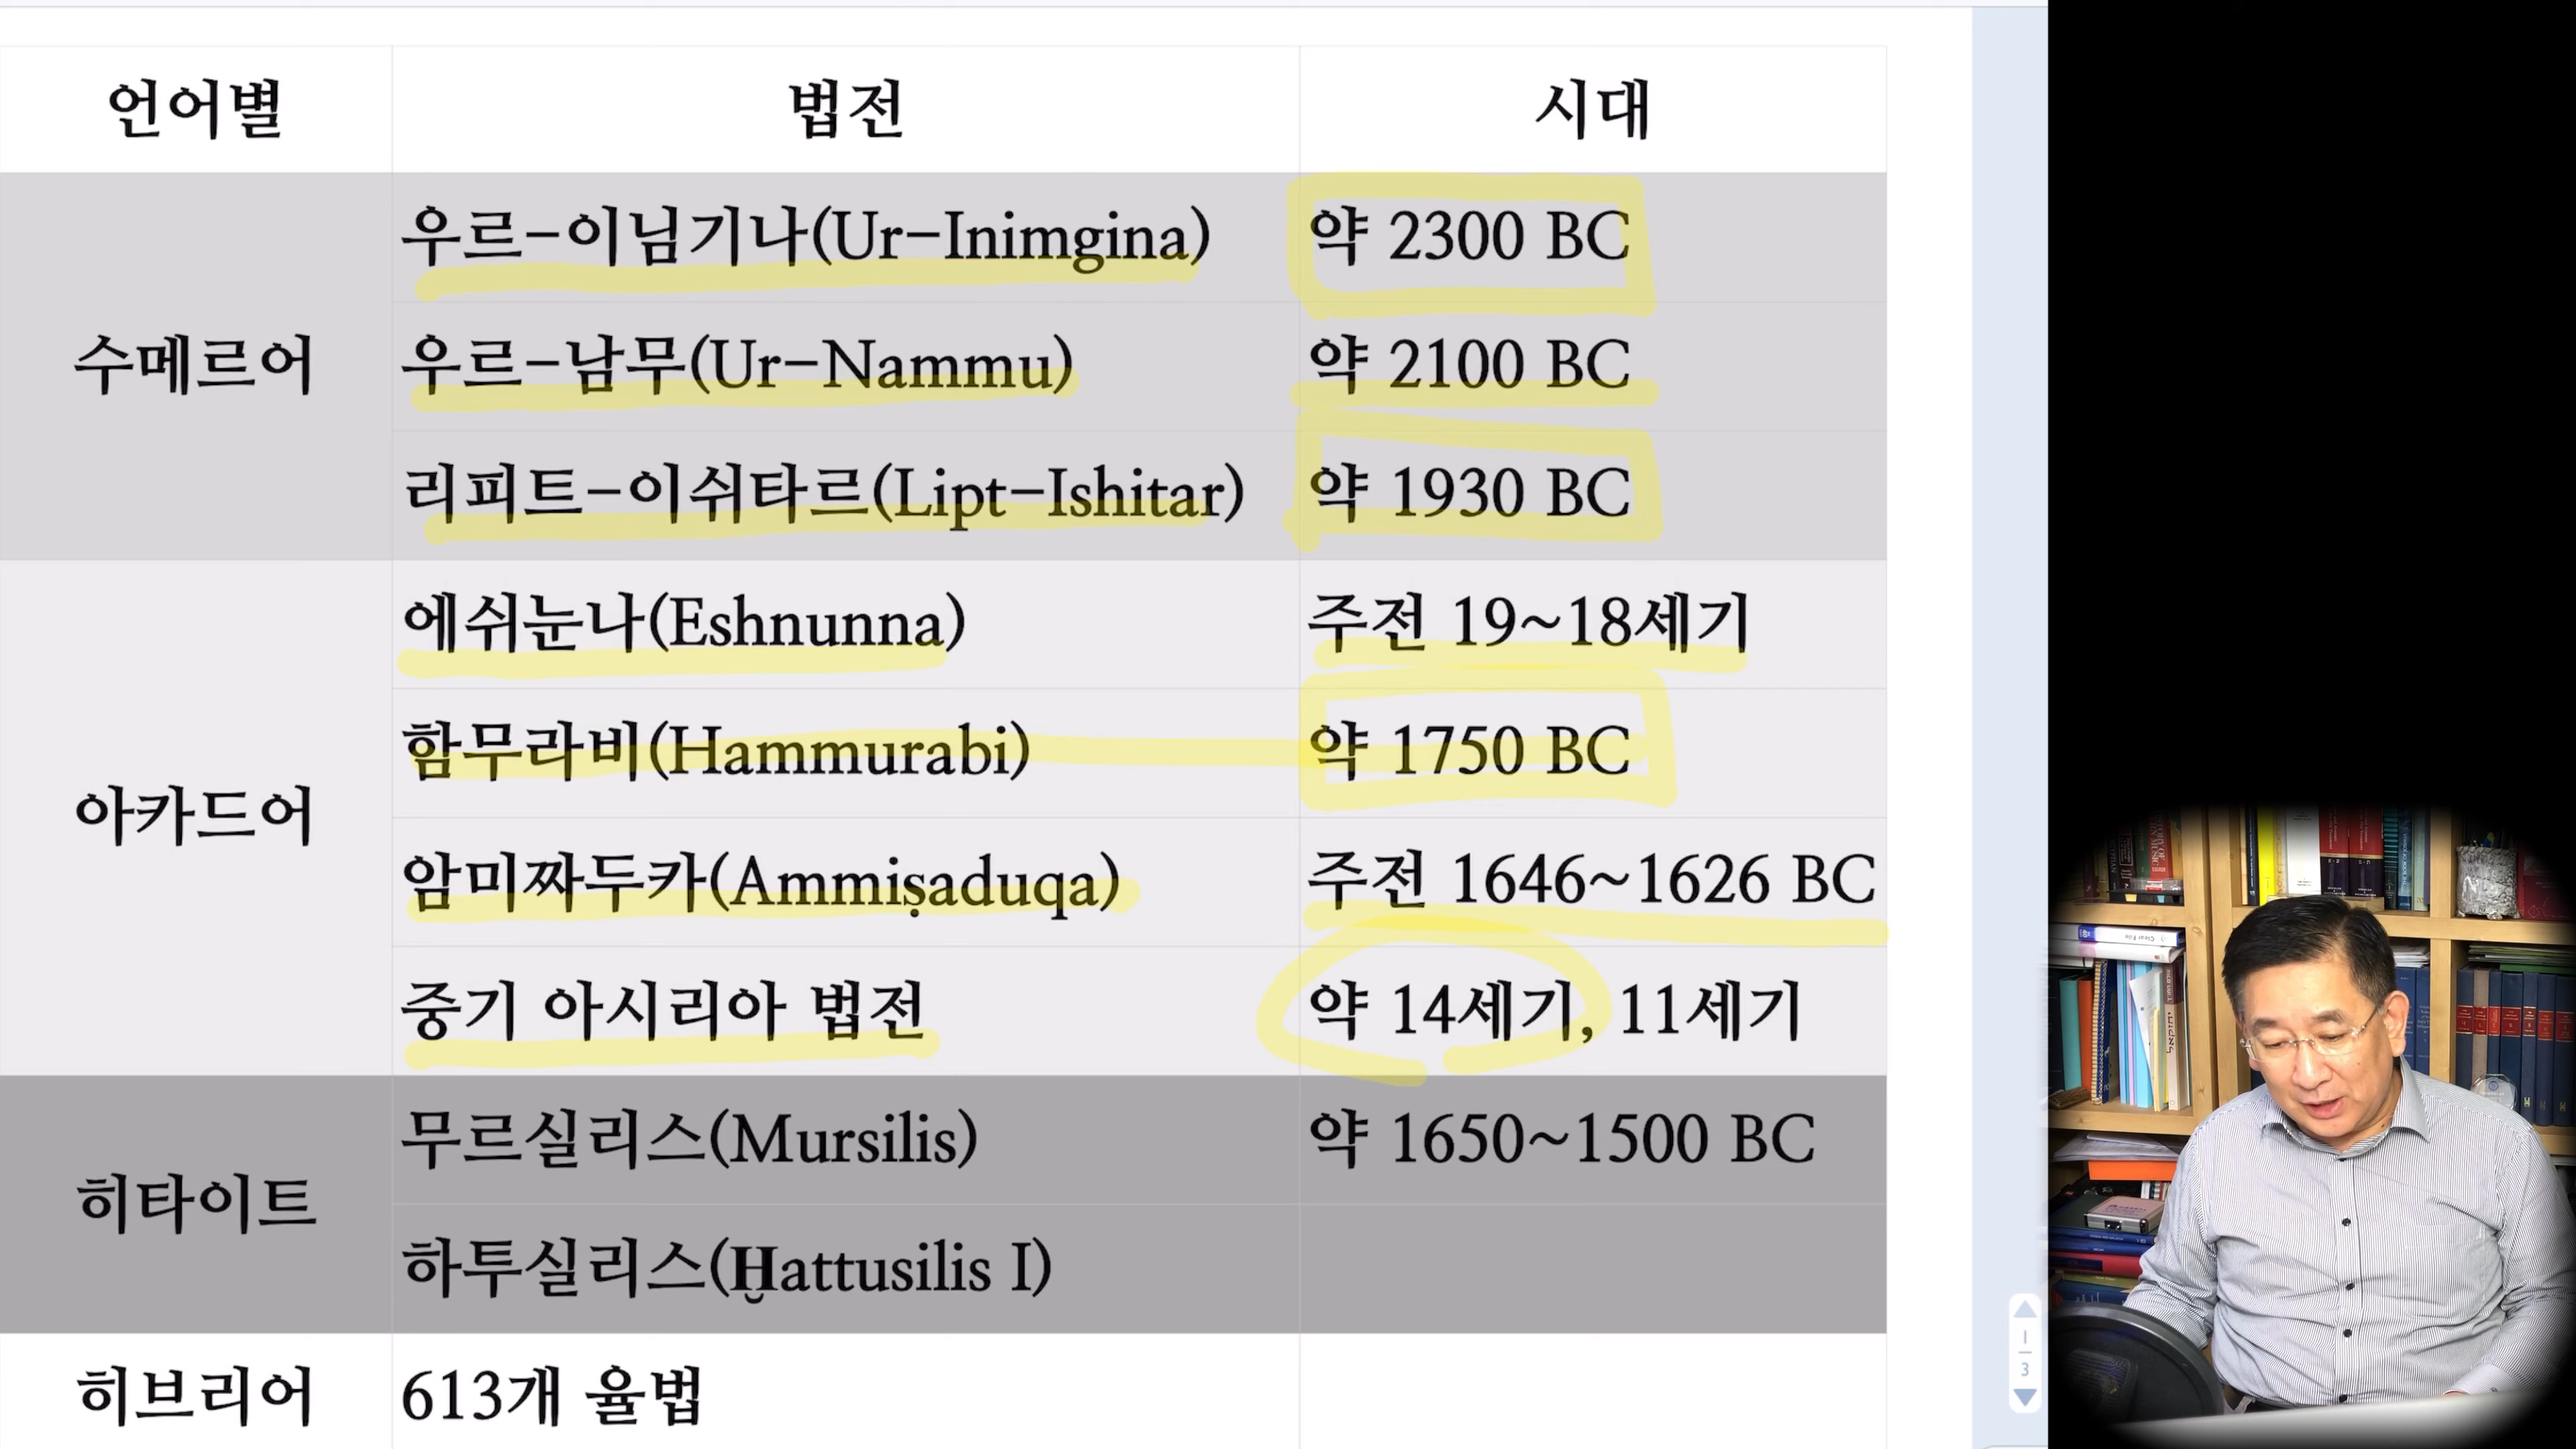 언어별 법전 시대
수메르어
우르-이님기나(Ur-Inimgina) 약 2300 BC
우르-남무(Ur-Nammu) 약 2100 BC
리피트-이쉬타르(Lipt-Ishitar) 약 1930 BC
아카드어
에쉬눈나(Eshnunna) 주전 19~18세기
함무라비(Hammurabi) 약 1750 BC
암미짜두카(Ammiṣaduqa) 주전 1646~1626 BC
중기 아시리아 법전 약 14세기, 11세기
히타이트
무르실리스(Mursilis) 약 1650~1500 BC
하투실리스(Ḫattusilis I)
히브리어 613개 율법
1
3
Clear File